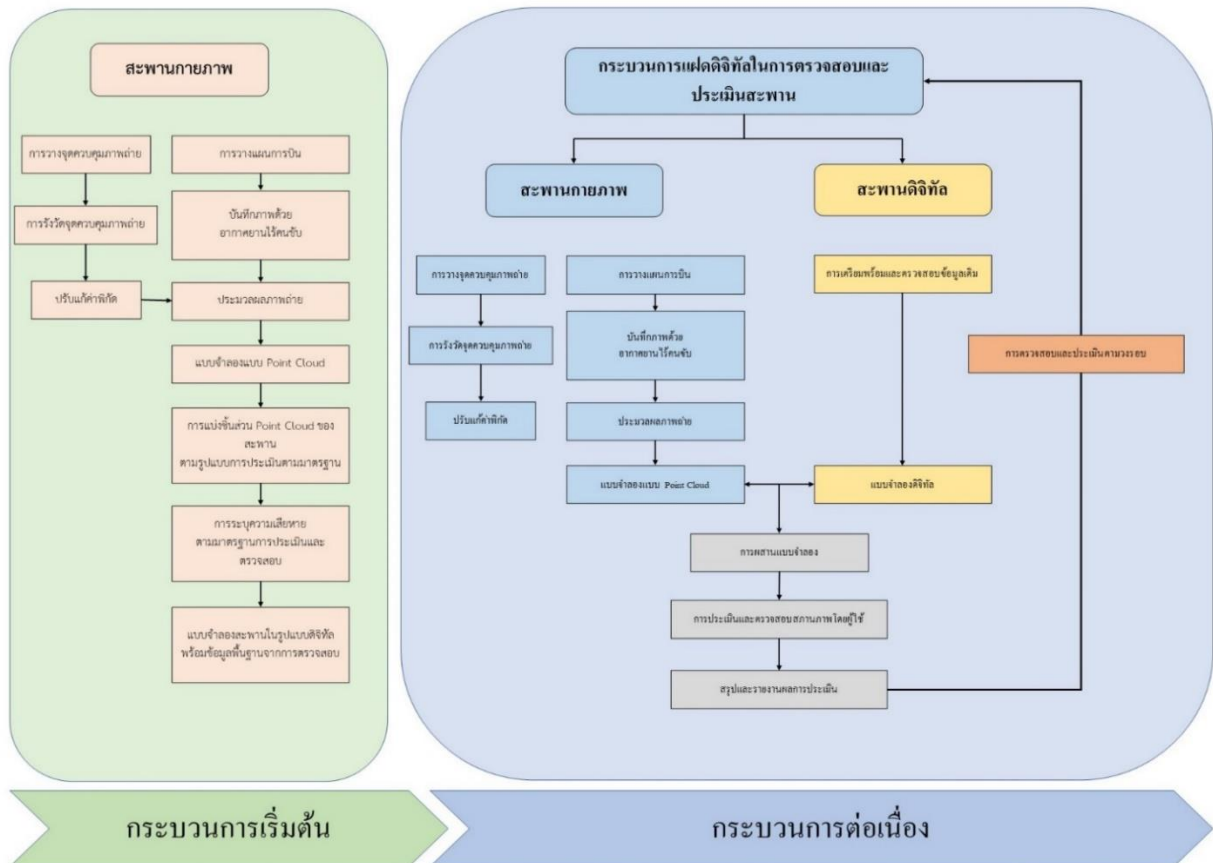 สะพานกายภาพ
การวางจุดควบคุมภาพถ่าย
การรังวัดจุดควบคุมภาพถ่าย
ปรับแก้ค่าพิกัด
การวางแผนการบิน
บันทึกภาพด้วย
อากาศยานไร้คนขับ
ประมวลผลภาพถ่าย
แบบจำลองแบบ Point Cloud
การแบ่งชิ้นส่วน Point Cloud ของ
สะพาน
ตามรูปแบบการประเมินตามมาตรฐาน
การระบุความเสียหาย
ตามมาตรฐานการประเมินและ
ตรวจสอบ
แบบจำลองสะพานในรูปแบบดิจิทัล
พร้อมข้อมูลพื้นฐานจากการตรวจสอบ
กระบวนการแฝดดิจิทัลในการตรวจสอบและ
ประเมินสะพาน
สะพานกายภาพ
สะพานดิจิทัล
การวางจุดควบคุมภาพถ่าย
การรังวัดจุดควบคุมภาพถ่าย
ปรับแก้ค่าพิกัด
การวางแผนการบิน
บันทึกภาพด้วย
อากาศยานไร้คนขับ
ประมวลผลภาพถ่าย
แบบจำลองแบบ Point Cloud
การเตรียมพร้อมและตรวจสอบข้อมูลเดิม
แบบจำลองดิจิทัล
การผสานแบบจำลอง
การประเมินและตรวจสอบสถานภาพโดยผู้ใช้
สรุปและรายงานผลการประเมิน
การตรวจสอบและประเมินตามวงรอบ
กระบวนการเริ่มต้น
กระบวนการต่อเนื่อง